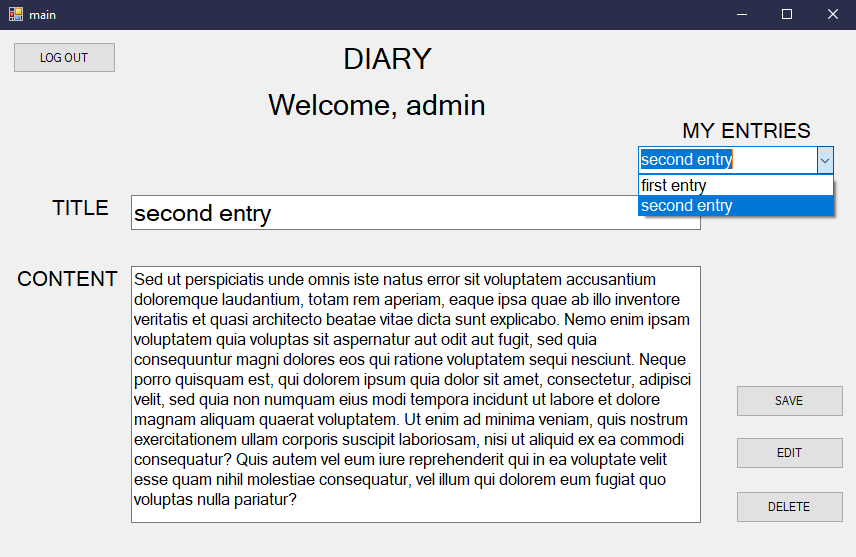 main
LOG OUT
DIARY
Welcome, admin
MY ENTRIES
second entry
first entry
second entry
TITLE
second entry
CONTENT
Sed ut perspiciatis unde omnis iste natus error sit voluptatem accusantium
doloremque laudantium, totam rem aperiam, eaque ipsa quae ab illo inventore
veritatis et quasi architecto beatae vitae dicta sunt explicabo. Nemo enim ipsam
voluptatem quia voluptas sit aspernatur aut odit aut fugit, sed quia
consequuntur magni dolores eos qui ratione voluptatem sequi nesciunt. Neque
porro quisquam est, qui dolorem ipsum quia dolor sit amet, consectetur, adipisci
velit, sed quia non numquam eius modi tempora incidunt ut labore et dolore
magnam aliquam quaerat voluptatem. Ut enim ad minima veniam, quis nostrum
exercitationem ullam corporis suscipit laboriosam, nisi ut aliquid ex ea commodi
consequatur? Quis autem vel eum iure reprehenderit qui in ea voluptate velit
esse quam nihil molestiae consequatur, vel illum qui dolorem eum fugiat quo
voluptas nulla pariatur?
SAVE
EDIT
DELETE